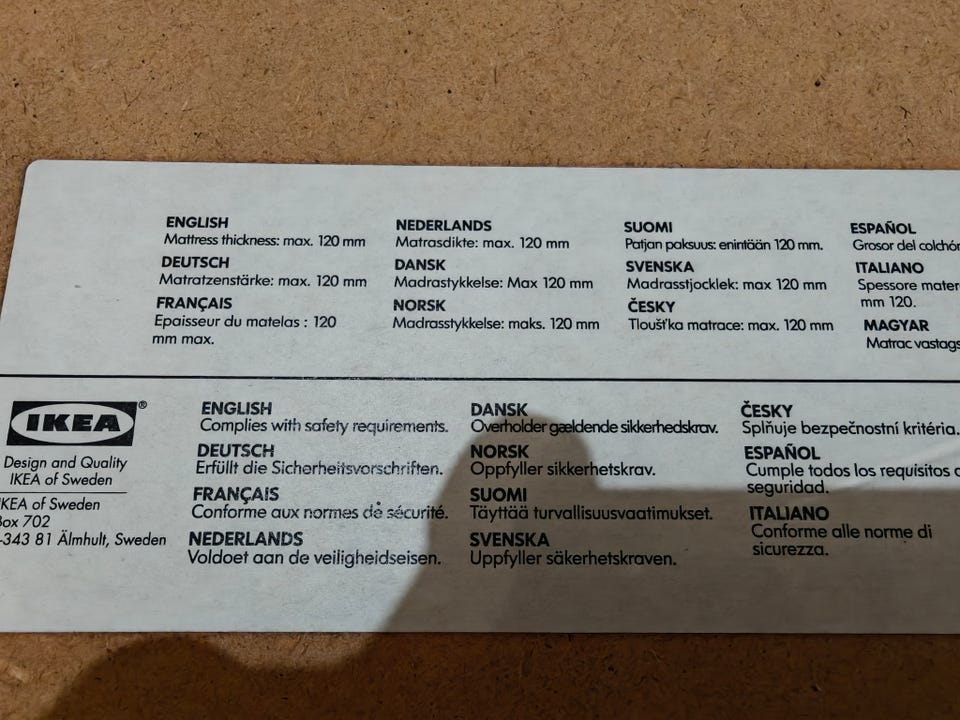 ENGLISH
Mattress thickness: max. 120 mm
DEUTSCH
Matratzenstärke: max. 120 mm
FRANÇAIS
Epaisseur du matelas : 120
mm max.
NEDERLANDS
Matrasdikte: max. 120 mm
DANSK
Madrastykkelse: Max 120 mm
NORSK
Madrasstykkelse: maks. 120 mm
SUOMI
Patjan paksuus: enintään 120 mm.
SVENSKA
Madrasstjocklek: max 120 mm
ČESKY
Tloušťka matrace: max. 120 mm
ESPAÑOL
Grosor del colchón
ITALIANO
Spessore mater
mm 120.
MAGYAR
Matrac vastags
IKEA®
Design and Quality
IKEA of Sweden
IKEA of Sweden
Box 702
-343 81 Älmhult, Sweden
ENGLISH
Complies with safety requirements.
DEUTSCH
Erfüllt die Sicherheitsvorschriften.
FRANÇAIS
Conforme aux normes de sécurité.
NEDERLANDS
Voldoet aan de veiligheidseisen.
DANSK
Overholder gældende sikkerhedskrav.
NORSK
Oppfyller sikkerhetskrav.
SUOMI
Täyttää turvallisuusvaatimukset.
SVENSKA
Uppfyller säkerhetskraven.
ČESKY
Splňuje bezpečnostní kritéria.
ESPAÑOL
Cumple todos los requisitos
seguridad.
ITALIANO
Conforme alle norme di
sicurezza.